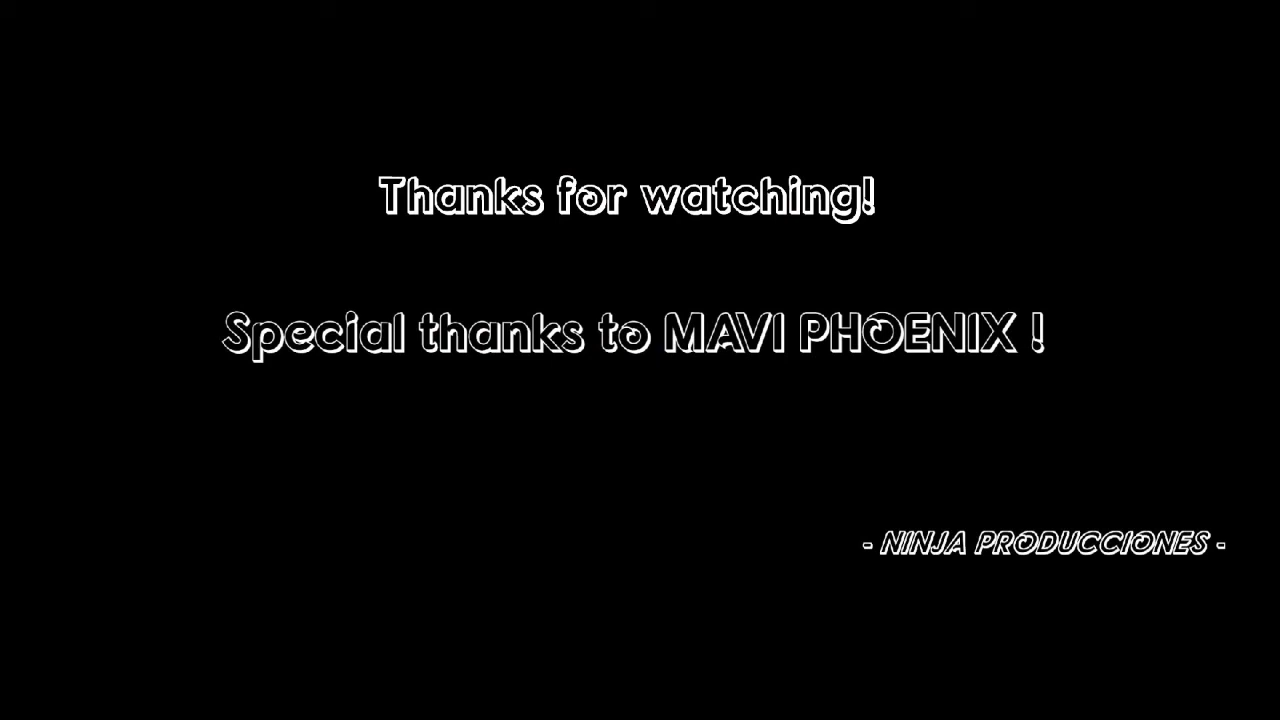 Thanks for watching!
Special thanks to MAVI PHOENIX !
- NINJA PRODUCCIONES -